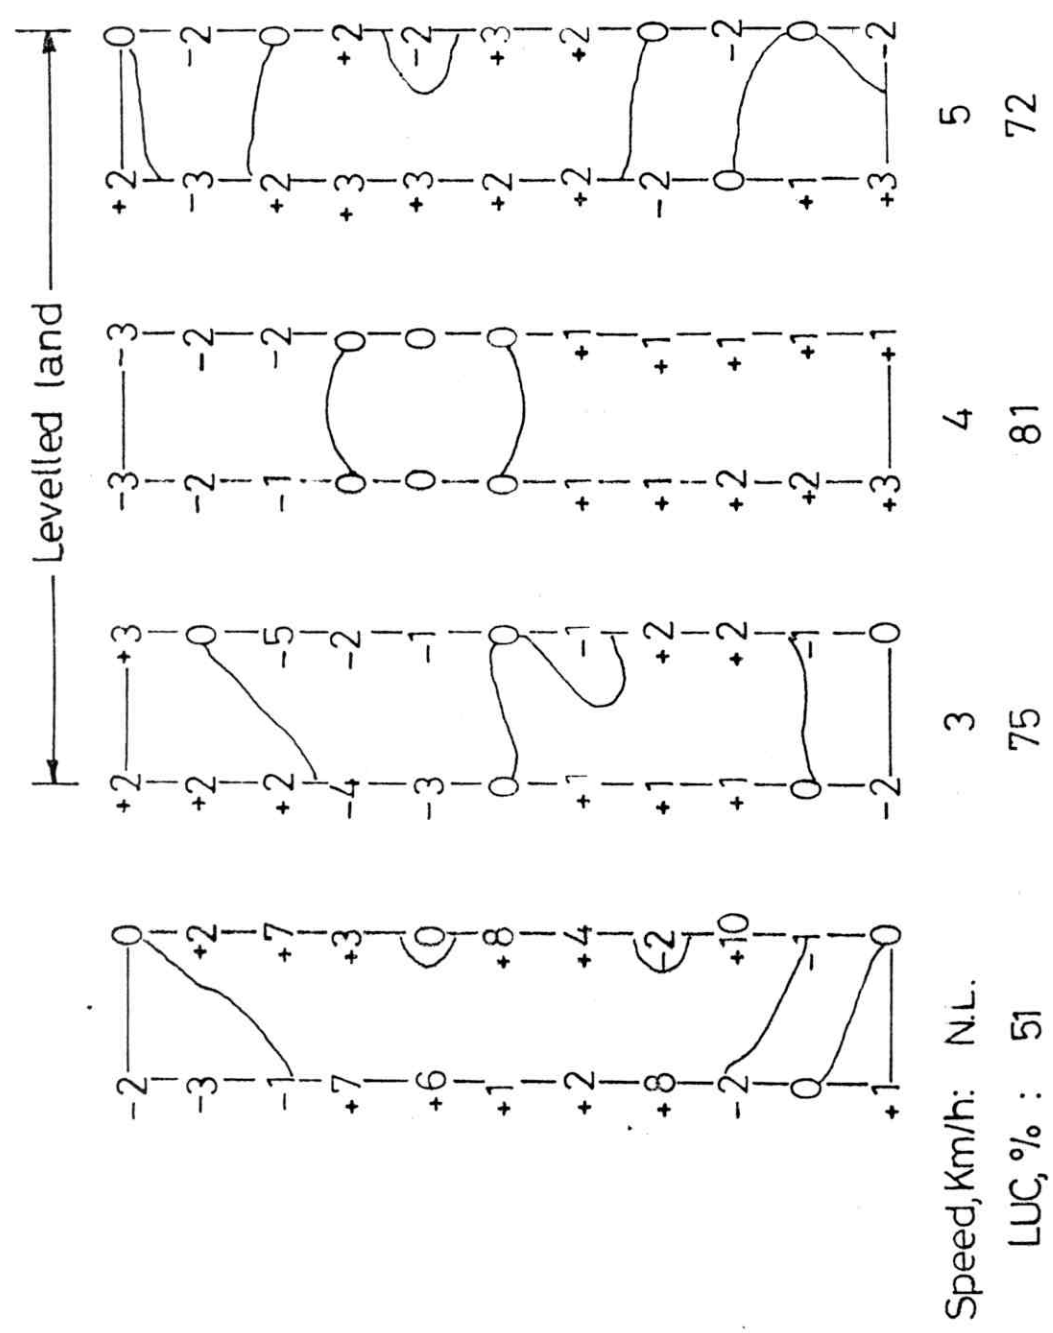 Levelled land
-2 0 +2 +3 -3 -3 +2 0
-3 +2 +2 0 -2 -2 -3 -2
-1 +7 +2 -5 -1 -2 +2 0
+7 +3 -4 -2 0 0 +3 +2
+6 0 -3 -1 0 0 +3 -2
+1 +8 0 0 0 0 +2 +3
+2 +4 +1 -1 +1 +1 +2 +2
+8 -2 +1 +2 +1 +1 -2 0
-2 +10 +1 +2 +2 +1 0 -2
0 -1 0 -1 +2 +1 +1 0
+1 0 -2 0 +3 +1 +3 -2
Speed,Km/h: N.L. 3 4 5
LUC, % : 51 75 81 72